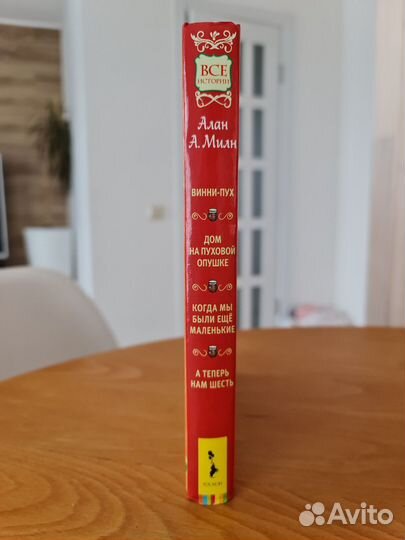 ВСЕ
ИСТОРИИ
Алан
А. Милн
ВИННИ-ПУХ
ДОМ
НА ПУХОВОЙ
ОПУШКЕ
КОГДА МЫ
БЫЛИ ЕЩЁ
МАЛЕНЬКИЕ
А ТЕПЕРЬ
НАМ ШЕСТЬ
РОСМЭН
Avito